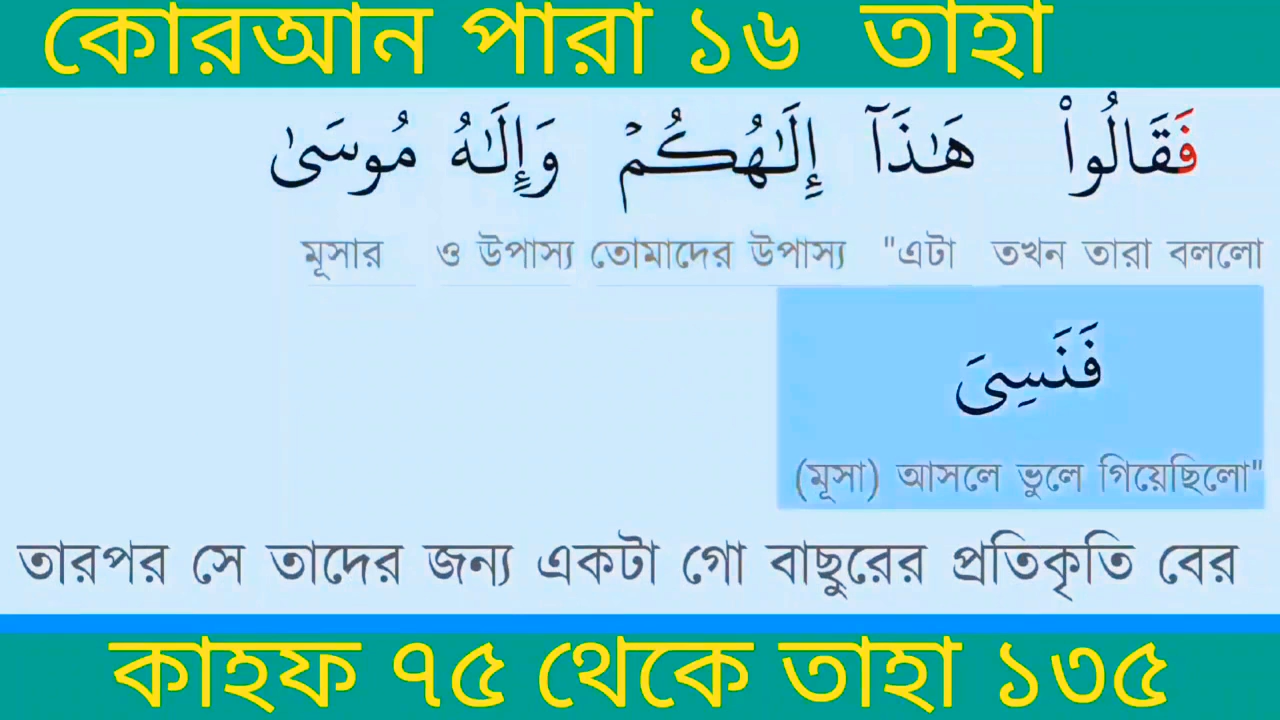 কোরআন পারা ১৬ তাহা
فَقَالُوا۟ هَـٰذَآ إِلَـٰهُكُمْ وَإِلَـٰهُ مُوسَىٰ
মূসার ও উপাস্য তোমাদের উপাস্য "এটা তখন তারা বললো
فَنَسِىَ
(মূসা) আসলে ভুলে গিয়েছিলো"
তারপর সে তাদের জন্য একটা গো বাছুরের প্রতিকৃতি বের
কাহফ ৭৫ থেকে তাহা ১৩৫